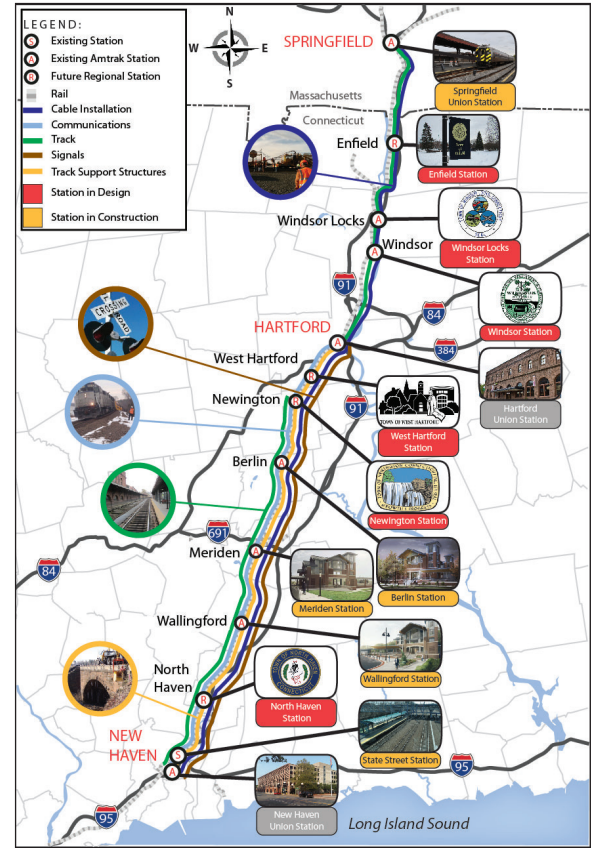 LEGEND:
S Existing Station
A Existing Amtrak Station
R Future Regional Station
Rail
Cable Installation
Communications
Track
Signals
Track Support Structures
Station in Design
Station in Construction
N
W E
S
SPRINGFIELD
A
Springfield
Union Station
Massachusetts
Connecticut
Enfield
R
Enfield Station
Windsor Locks
A
Windsor Locks
Station
Windsor
A
Windsor Station
91
84
384
HARTFORD
A
Hartford
Union Station
CROSSING
ROAD
West Hartford
R
91
TOWN OF WEST HARTFORD
West Hartford
Station
Newington
R
Newington Station
Berlin
A
Berlin Station
691
84
Meriden
A
Meriden Station
Wallingford
A
Wallingford Station
North
Haven
R
North Haven
Station
NEW
HAVEN
S
State Street Station
A
95
New Haven
Union Station
95
Long Island Sound